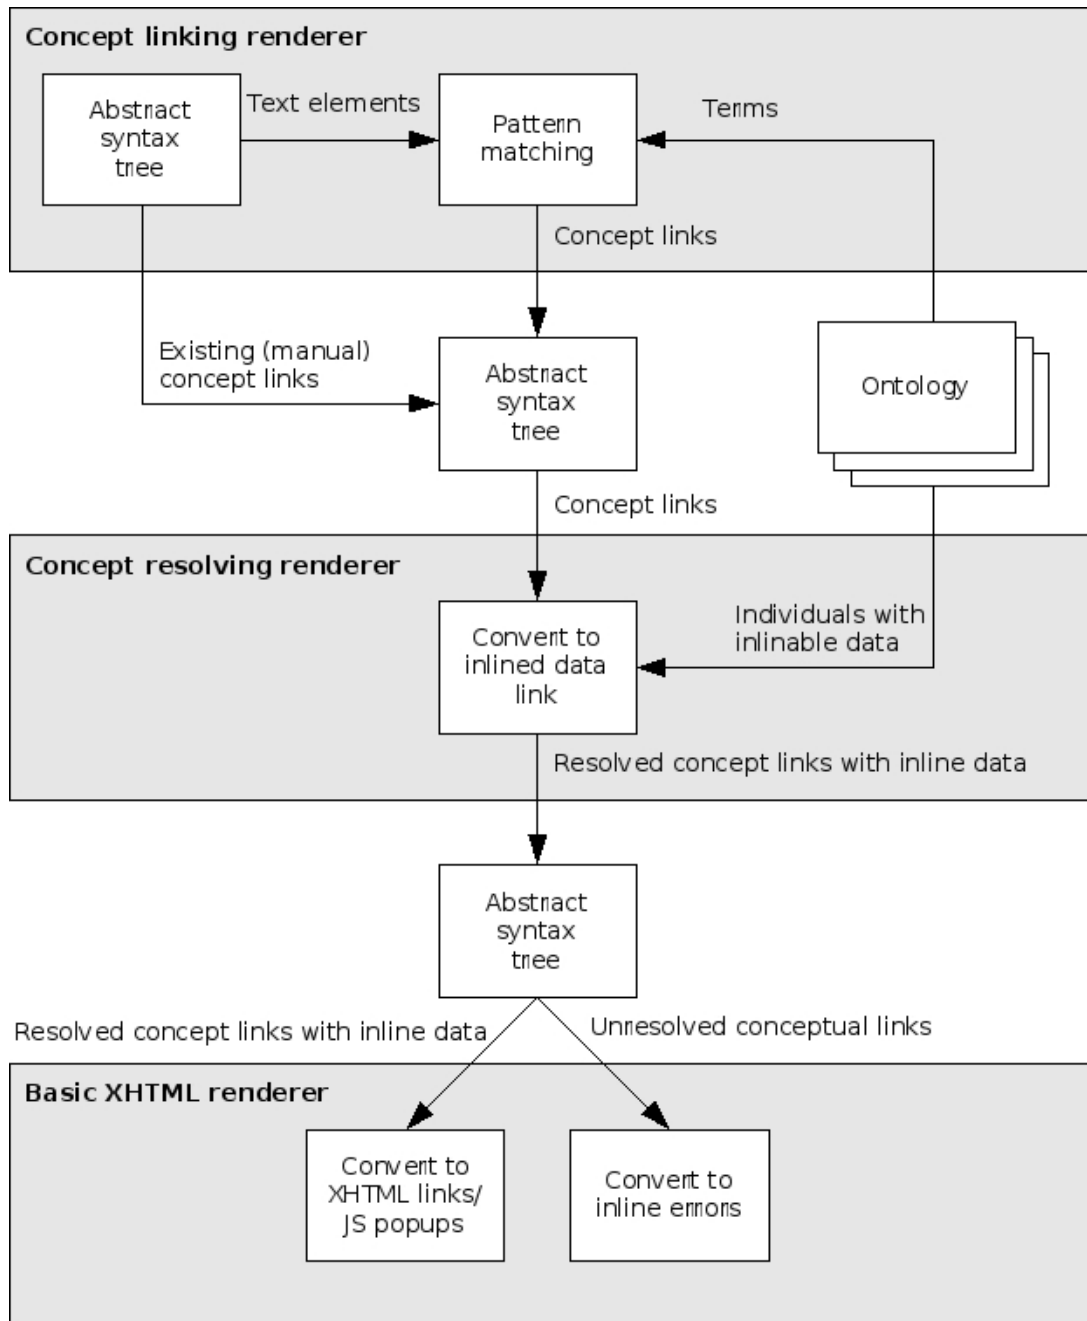 Concept linking renderer
Abstract
syntax
tree
Text elements
Pattern
matching
Terms
Concept links
Existing (manual)
concept links
Abstract
syntax
tree
Ontology
Concept links
Concept resolving renderer
Convert to
inlined data
link
Individuals with
inlinable data
Resolved concept links with inline data
Abstract
syntax
tree
Resolved concept links with inline data
Unresolved conceptual links
Basic XHTML renderer
Convert to
XHTML links/
JS popups
Convert to
inline errors